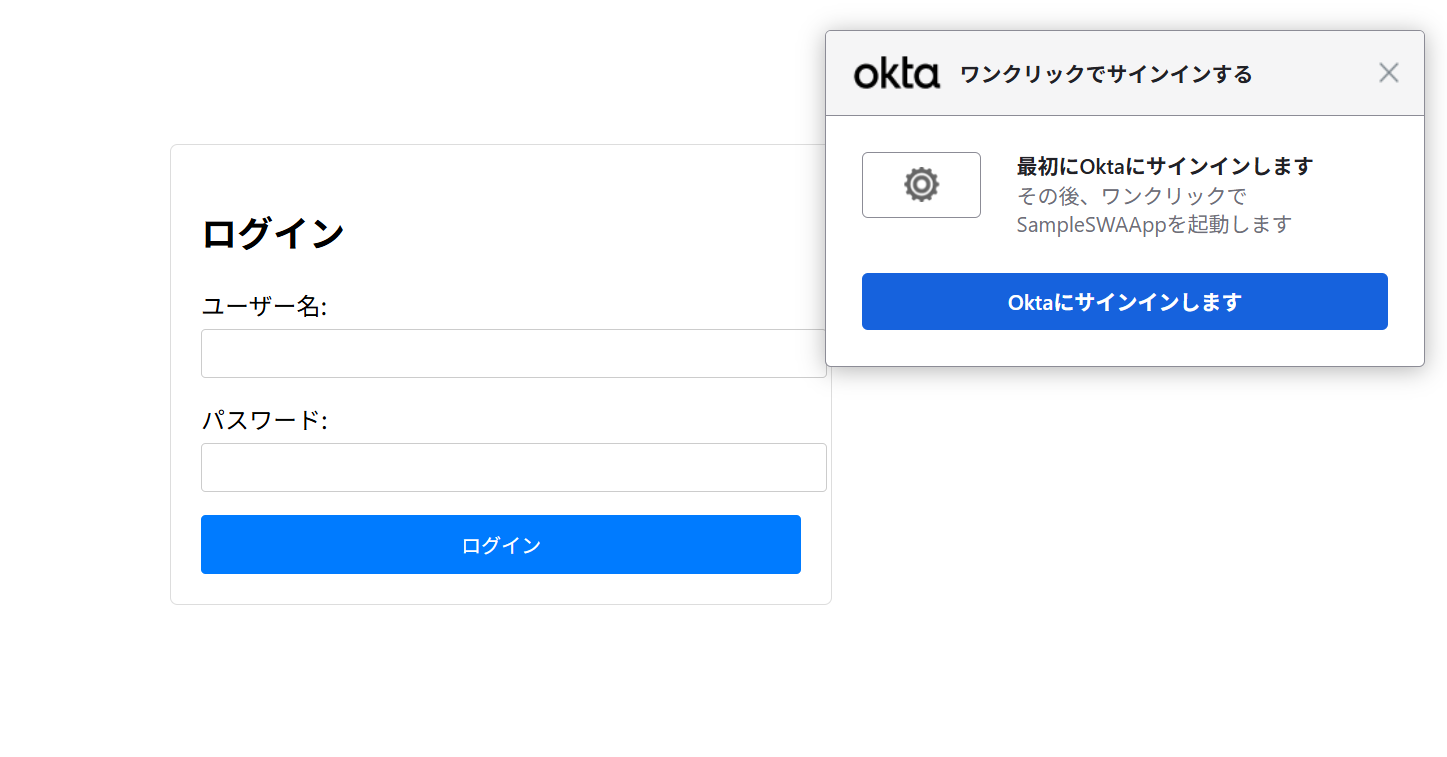 okta ワンクリックでサインインする
最初にOktaにサインインします
その後、ワンクリックで
SampleSWAAppを起動します
Oktaにサインインします
ログイン
ユーザー名:
パスワード:
ログイン